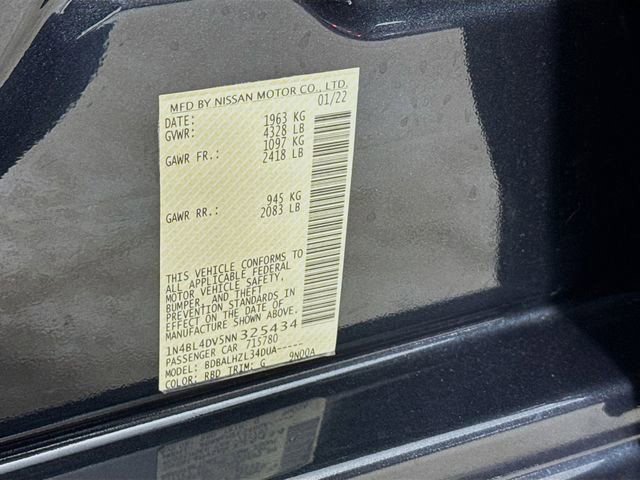 MFD BY NISSAN MOTOR CO., LTD.
DATE: 01/22
GVWR: 1963 KG
4328 LB
GAWR FR.: 1097 KG
2418 LB
GAWR RR.: 945 KG
2083 LB
THIS VEHICLE CONFORMS TO
ALL APPLICABLE FEDERAL
MOTOR VEHICLE SAFETY,
BUMPER, AND THEFT
PREVENTION STANDARDS IN
EFFECT ON THE DATE OF
MANUFACTURE SHOWN ABOVE.
1N4BL4DV5NN325434
PASSENGER CAR 715780
MODEL: BDBALHZL34DUA-----
COLOR: RBD TRIM: G 9N00A